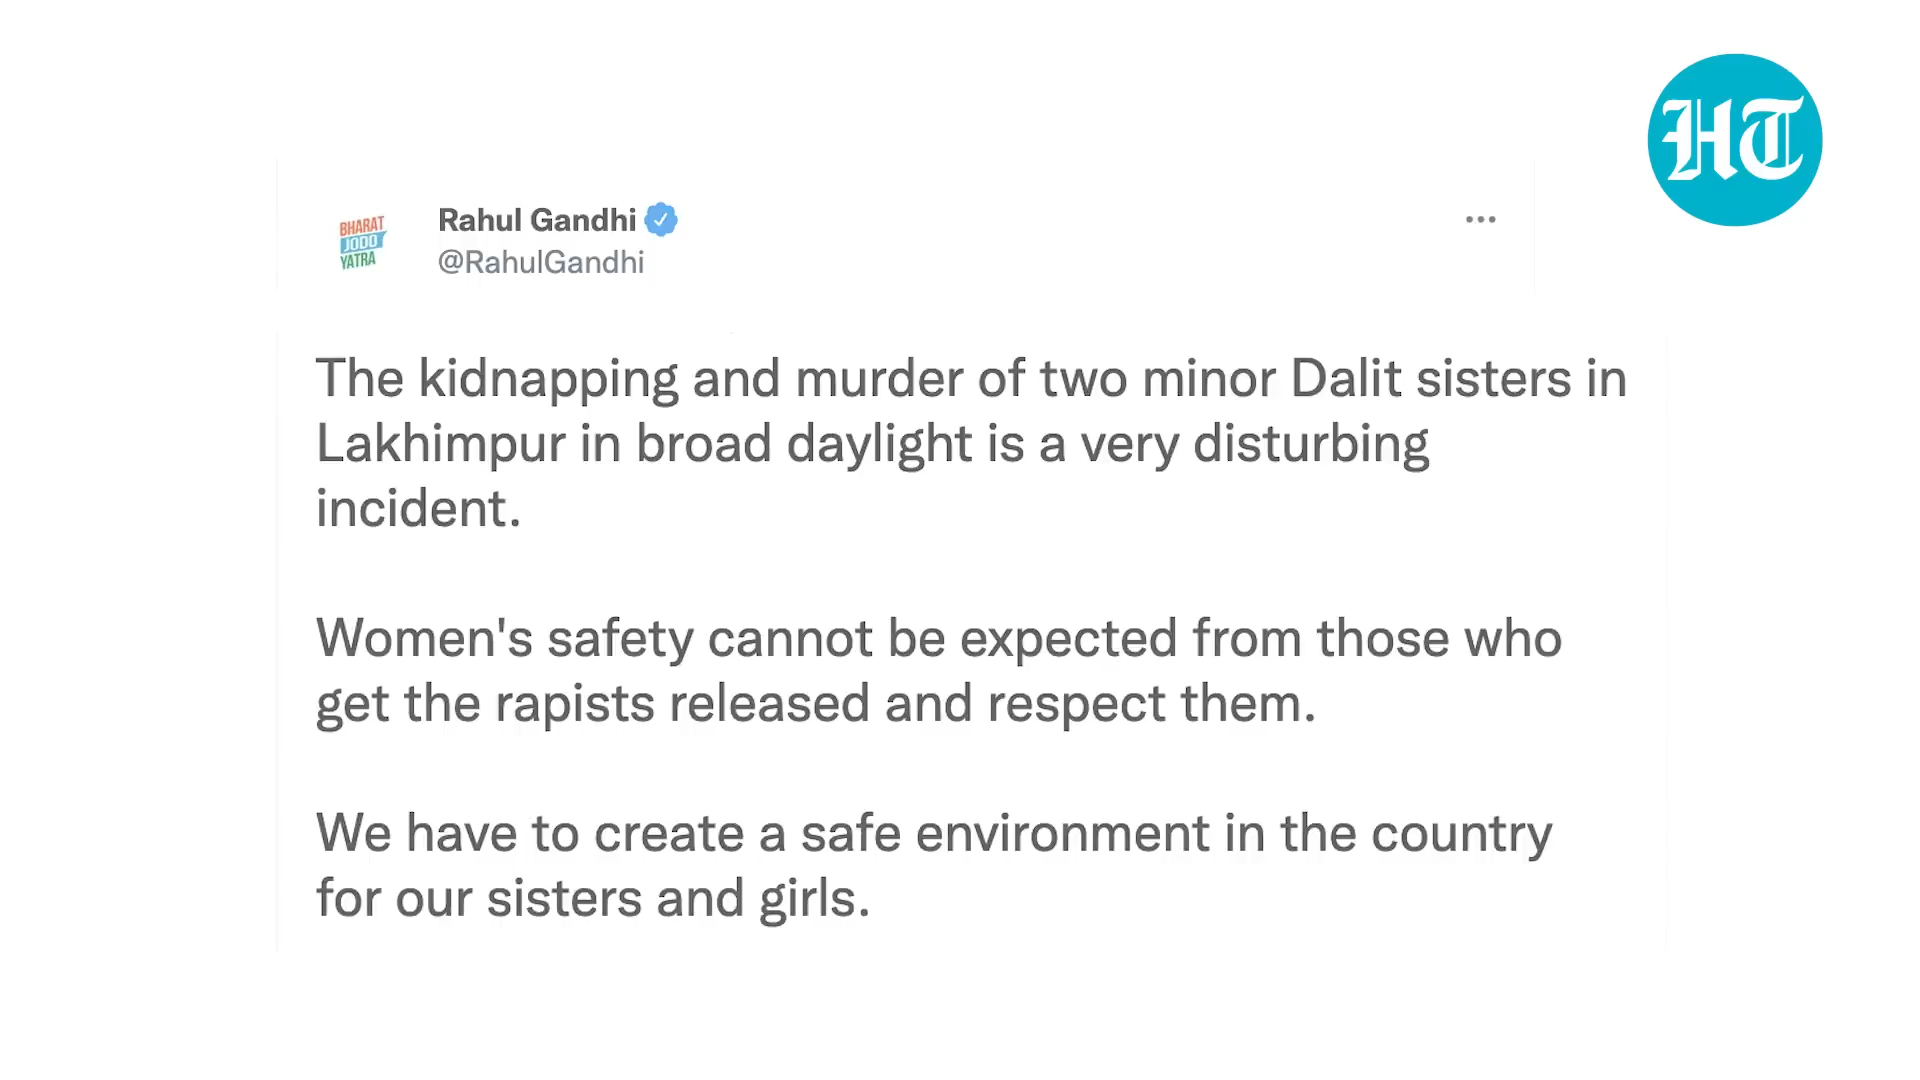 HT
BHARAT
JODO
YATRA
Rahul Gandhi
@RahulGandhi
The kidnapping and murder of two minor Dalit sisters in
Lakhimpur in broad daylight is a very disturbing
incident.
Women's safety cannot be expected from those who
get the rapists released and respect them.
We have to create a safe environment in the country
for our sisters and girls.